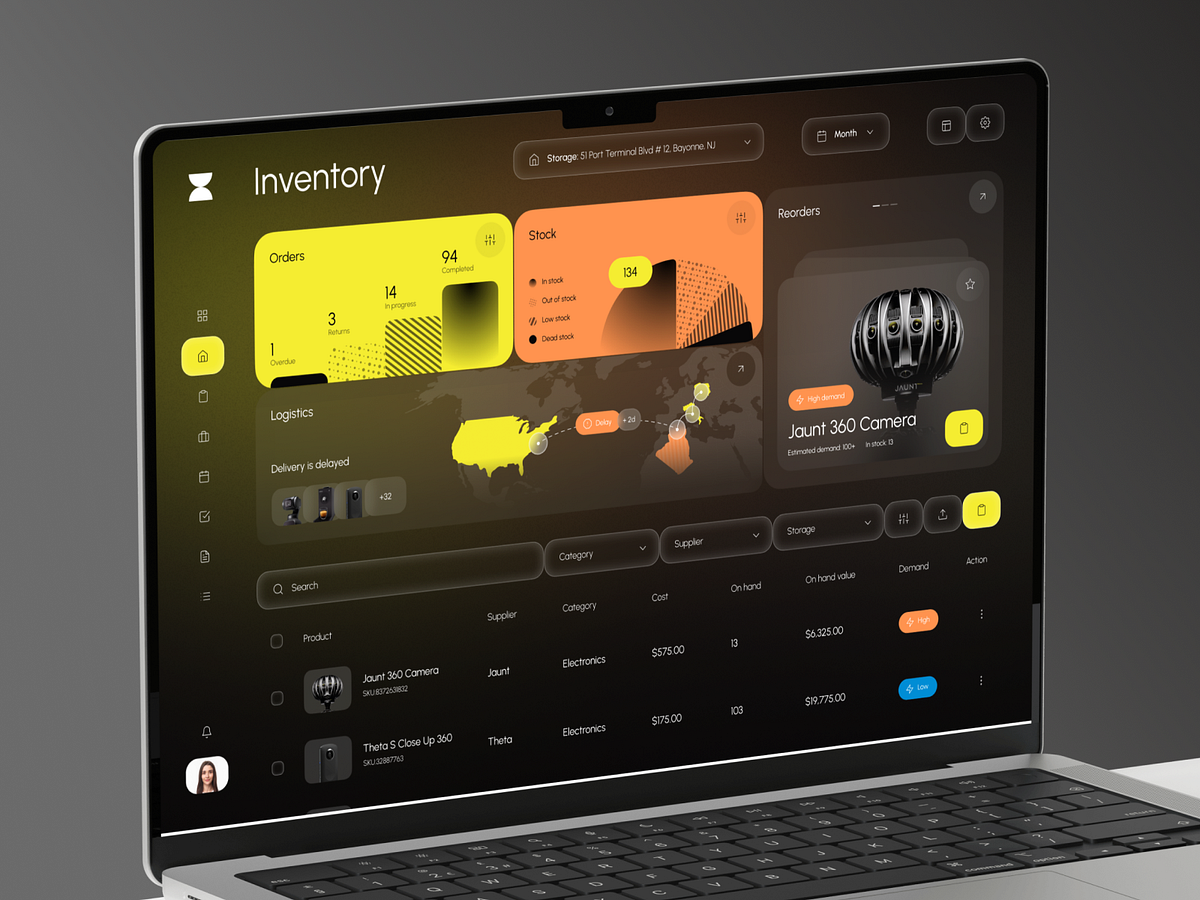 Inventory
Storage: 51 Port Terminal Blvd # 12, Bayonne, NJ
Month
Orders
94
Completed
14
In progress
3
Returns
1
Overdue
Stock
In stock
Out of stock
Low stock
Dead stock
134
Reorders
JAUNT
High demand
Jaunt 360 Camera
Estimated demand: 100+ In stock: 13
Logistics
Delay
+ 2d
Delivery is delayed
+32
Search
Category
Supplier
Storage
Product
Supplier
Category
Cost
On hand
On hand value
Demand
Action
Jaunt 360 Camera
SKU:837263832
Jaunt
Electronics
$575.00
13
$6,325.00
High
Theta S Close Up 360
SKU:32887763
Theta
Electronics
$175.00
103
$19,775.00
Low
esc
return
command
option